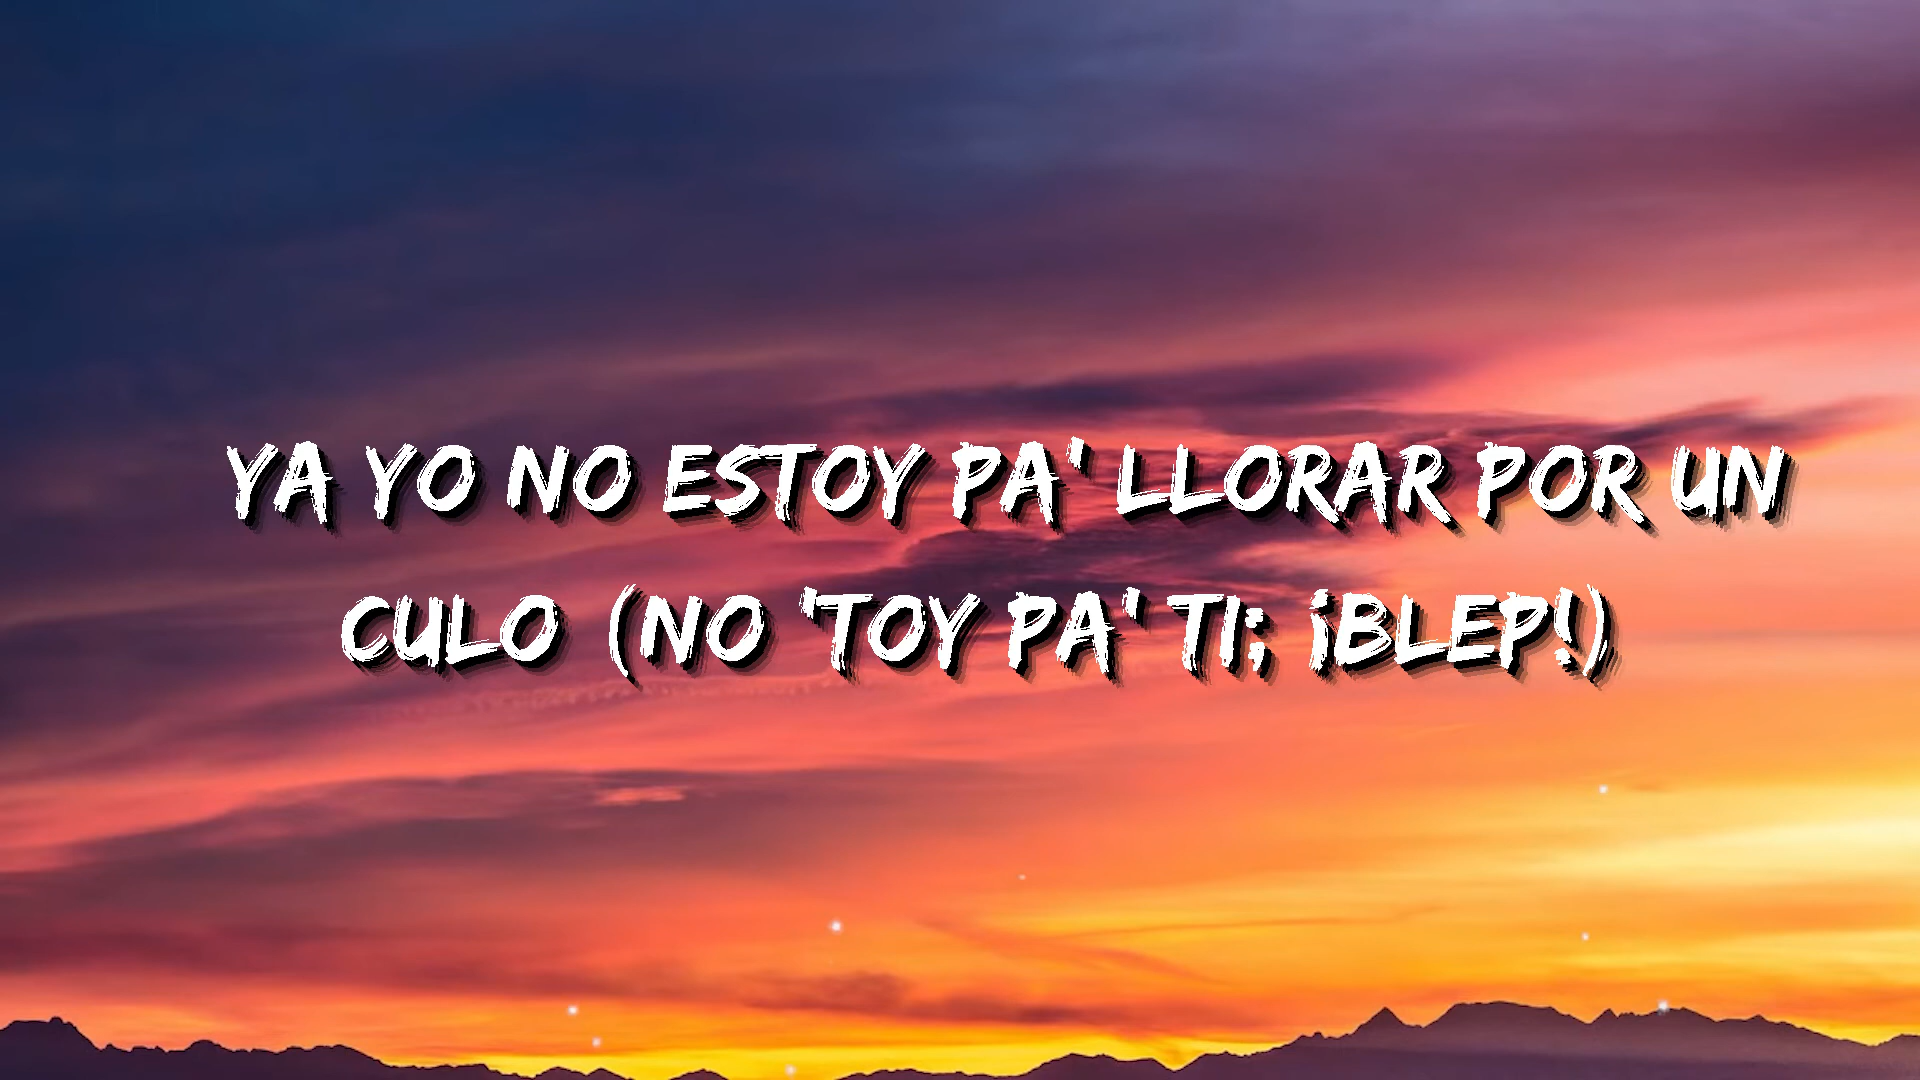 YA YO NO ESTOY PA' LLORAR POR UN
CULO (NO 'TOY PA' TI; ¡BLEP!)